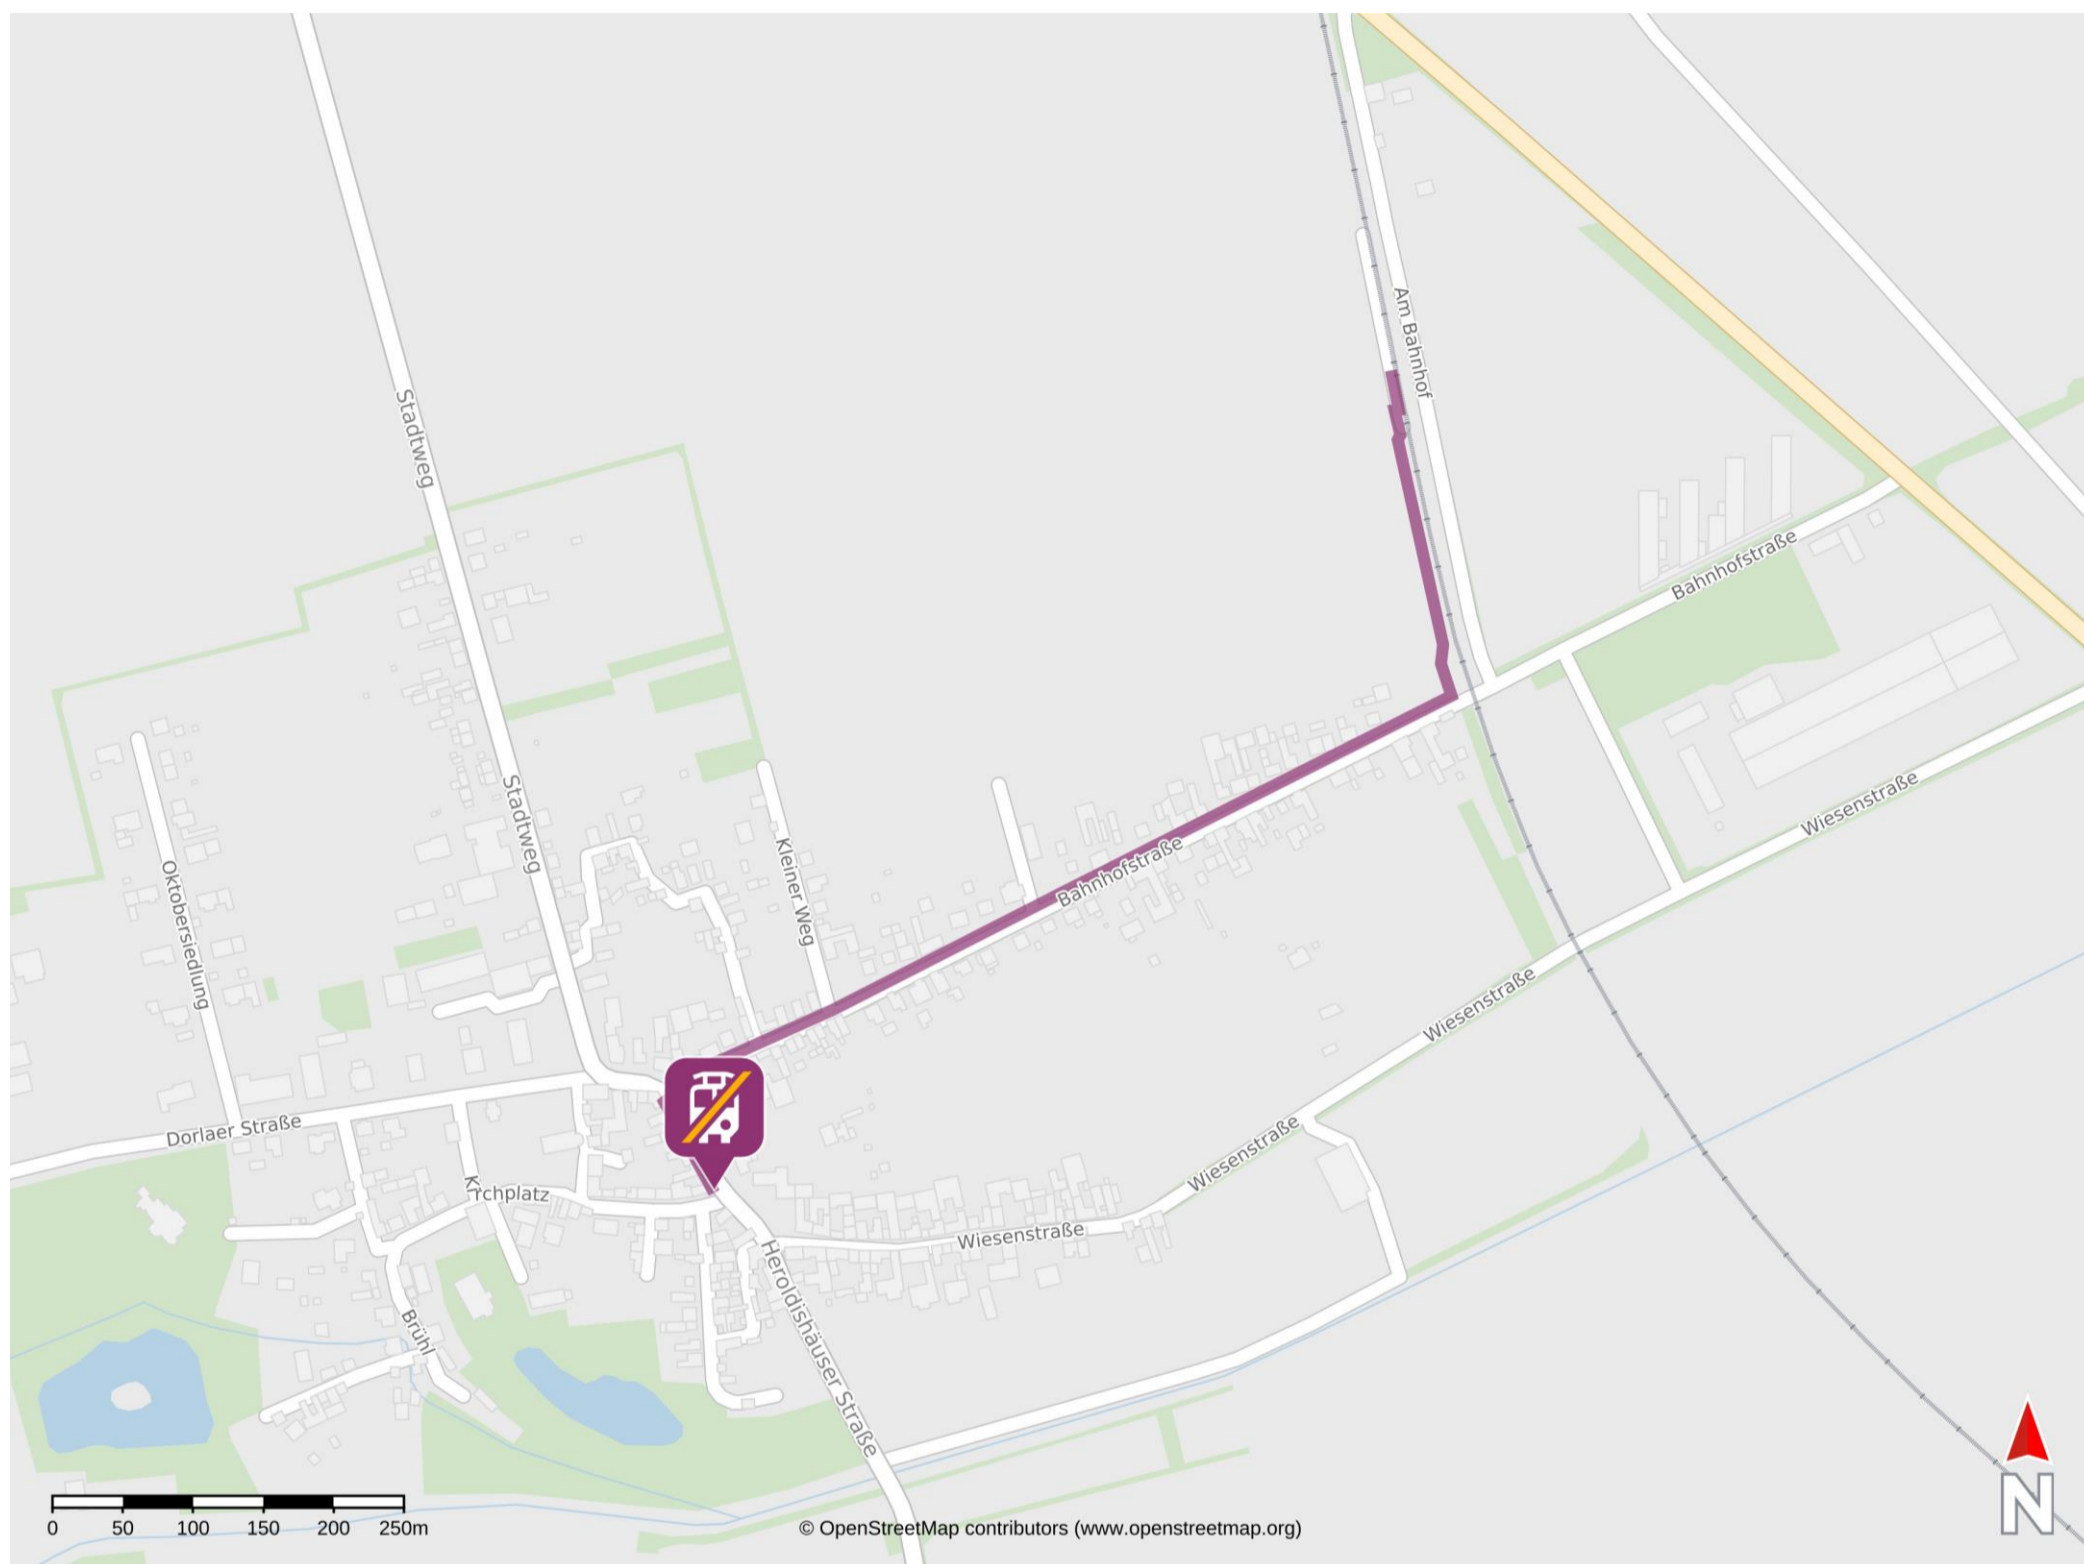 Am Bahnhof
Stadtweg
Bahnhofstraße
Stadtweg
Wiesenstraße
Kleiner Weg
Bahnhofstraße
Oktobersiedlung
Wiesenstraße
Dorlaer Straße
Wiesenstraße
Kirchplatz
Wiesenstraße
Heroldishäuser Straße
Brühl
0 50 100 150 200 250m
© OpenStreetMap contributors (www.openstreetmap.org)
N